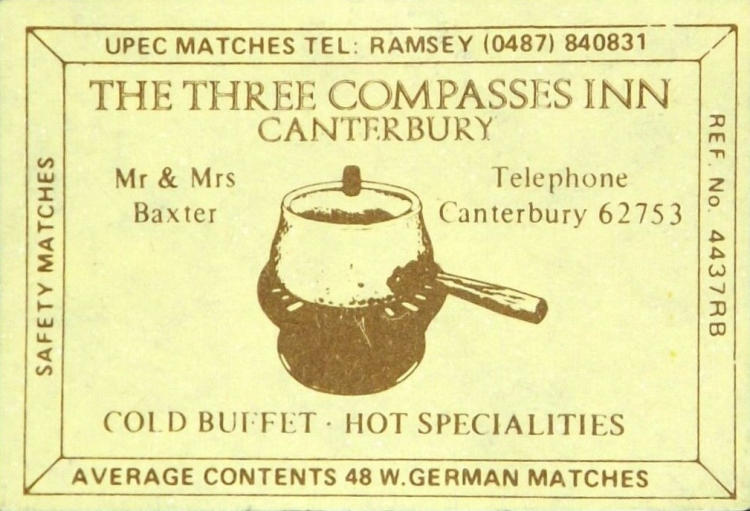 UPEC MATCHES TEL: RAMSEY (0487) 840831
THE THREE COMPASSES INN
CANTERBURY
Mr & Mrs
Baxter
Telephone
Canterbury 62753
COLD BUFFET · HOT SPECIALITIES
AVERAGE CONTENTS 48 W.GERMAN MATCHES
SAFETY MATCHES
REF. No. 4437RB